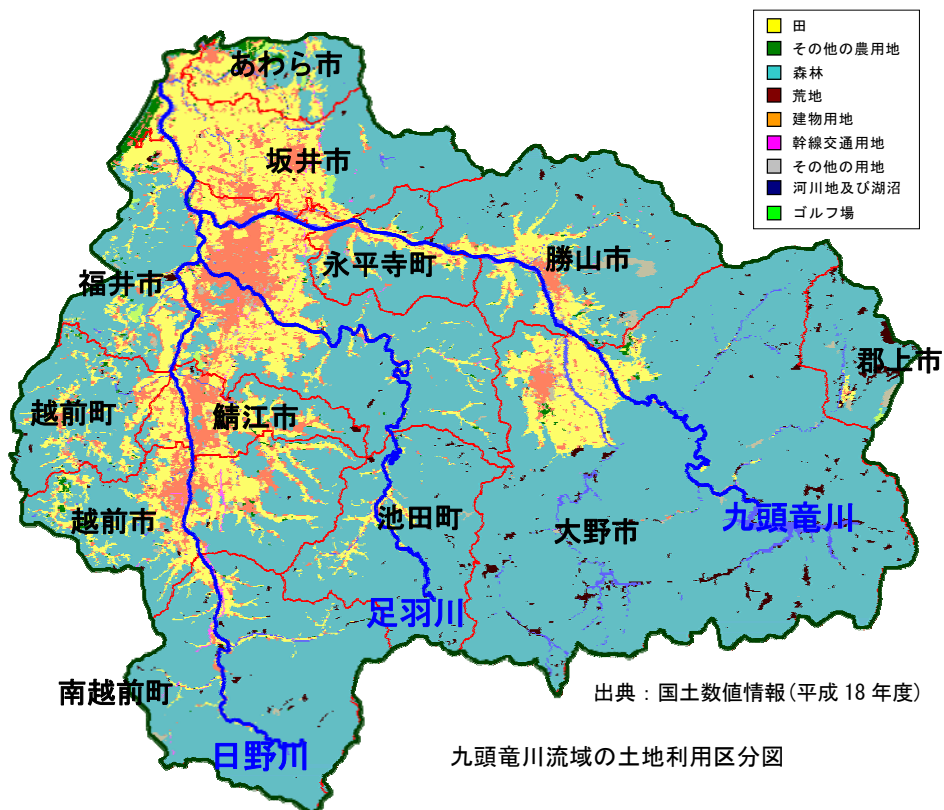 田
その他の農用地
森林
荒地
建物用地
幹線交通用地
その他の用地
河川地及び湖沼
ゴルフ場
あわら市
坂井市
永平寺町
勝山市
福井市
郡上市
越前町
鯖江市
越前市
池田町
大野市
九頭竜川
足羽川
南越前町
日野川
出典：国土数値情報(平成18年度)
九頭竜川流域の土地利用区分図